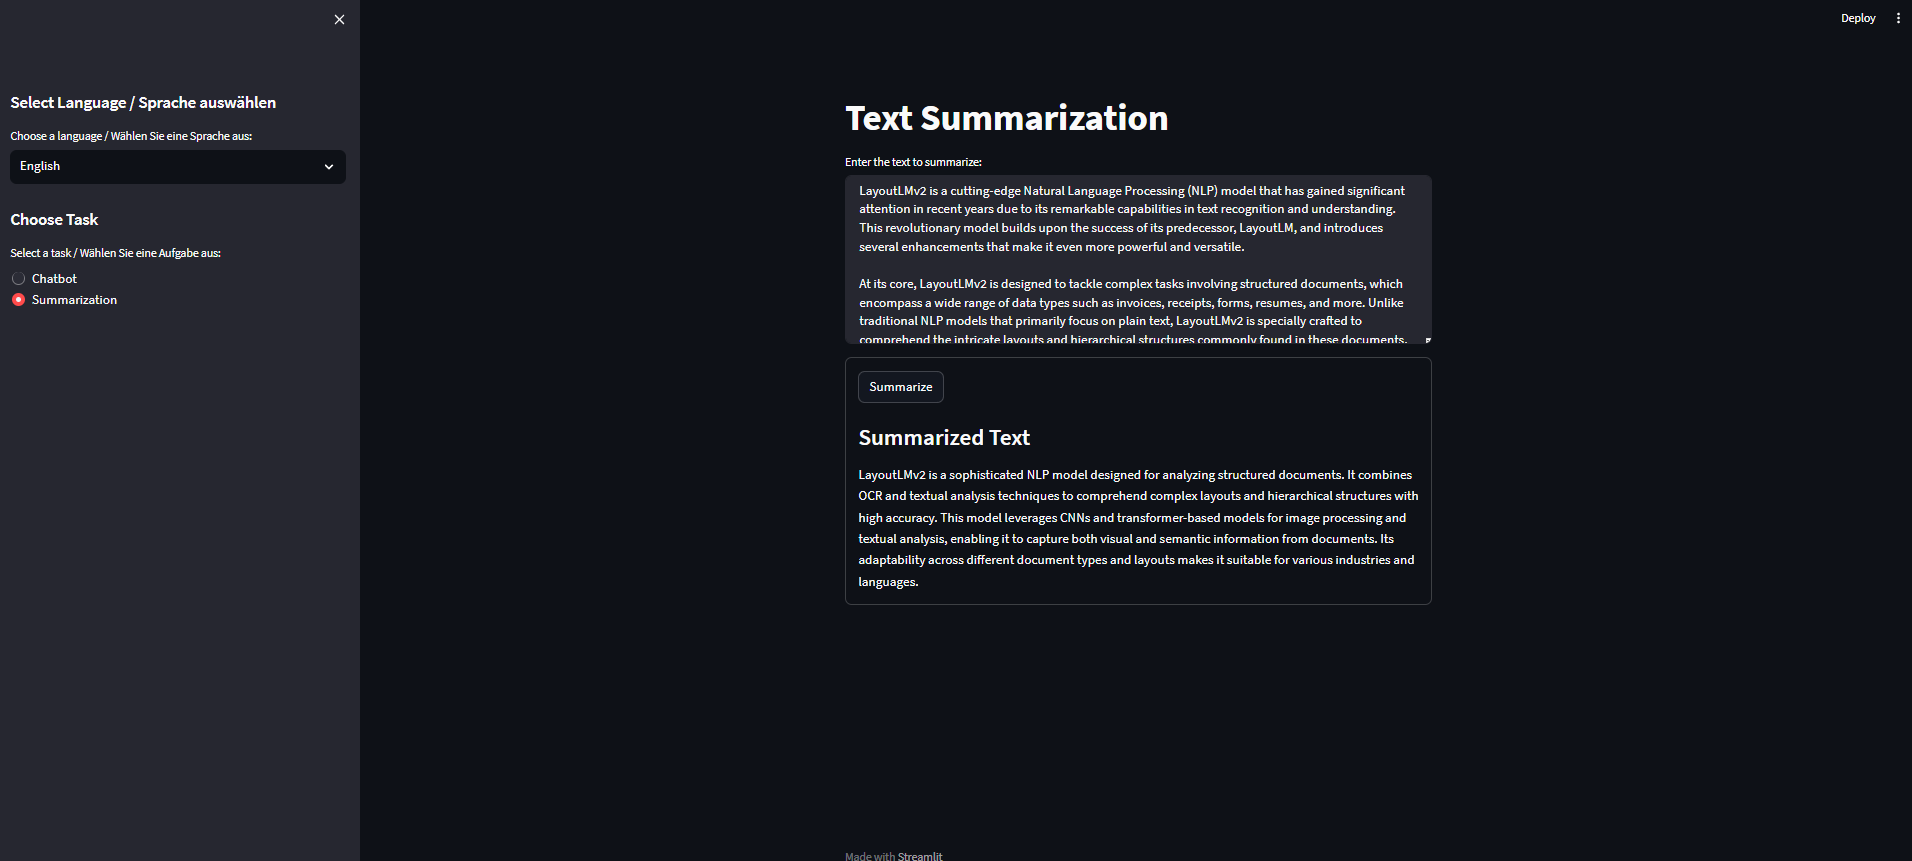 Deploy
Select Language / Sprache auswählen
Choose a language / Wählen Sie eine Sprache aus:
English
Choose Task
Select a task / Wählen Sie eine Aufgabe aus:
Chatbot
Summarization
Text Summarization
Enter the text to summarize:
LayoutLMv2 is a cutting-edge Natural Language Processing (NLP) model that has gained significant
attention in recent years due to its remarkable capabilities in text recognition and understanding.
This revolutionary model builds upon the success of its predecessor, LayoutLM, and introduces
several enhancements that make it even more powerful and versatile.
At its core, LayoutLMv2 is designed to tackle complex tasks involving structured documents, which
encompass a wide range of data types such as invoices, receipts, forms, resumes, and more. Unlike
traditional NLP models that primarily focus on plain text, LayoutLMv2 is specially crafted to
comprehend the intricate layouts and hierarchical structures commonly found in these documents.
Summarize
Summarized Text
LayoutLMv2 is a sophisticated NLP model designed for analyzing structured documents. It combines
OCR and textual analysis techniques to comprehend complex layouts and hierarchical structures with
high accuracy. This model leverages CNNs and transformer-based models for image processing and
textual analysis, enabling it to capture both visual and semantic information from documents. Its
adaptability across different document types and layouts makes it suitable for various industries and
languages.
Made with Streamlit